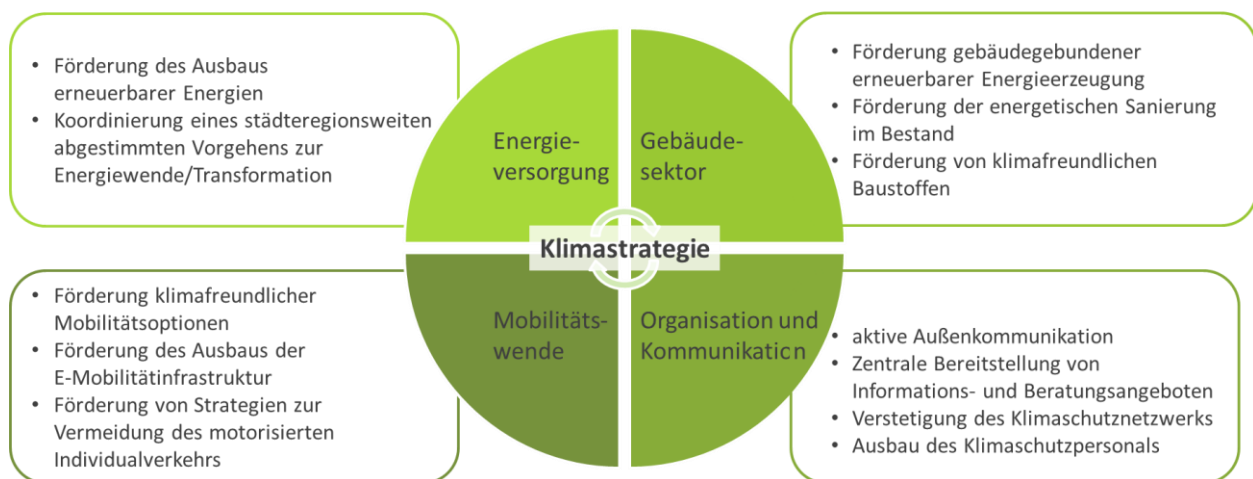 • Förderung des Ausbaus
erneuerbarer Energien
• Koordinierung eines städteregionsweiten
abgestimmten Vorgehens zur
Energiewende/Transformation
Energie-
versorgung
Gebäude-
sektor
• Förderung gebäudegebundener
erneuerbarer Energieerzeugung
• Förderung der energetischen Sanierung
im Bestand
• Förderung von klimafreundlichen
Baustoffen
Klimastrategie
• Förderung klimafreundlicher
Mobilitätsoptionen
• Förderung des Ausbaus der
E-Mobilitätinfrastruktur
• Förderung von Strategien zur
Vermeidung des motorisierten
Individualverkehrs
Mobilitäts-
wende
Organisation und
Kommunikation
• aktive Außenkommunikation
• Zentrale Bereitstellung von
Informations- und Beratungsangeboten
• Verstetigung des Klimaschutznetzwerks
• Ausbau des Klimaschutzpersonals